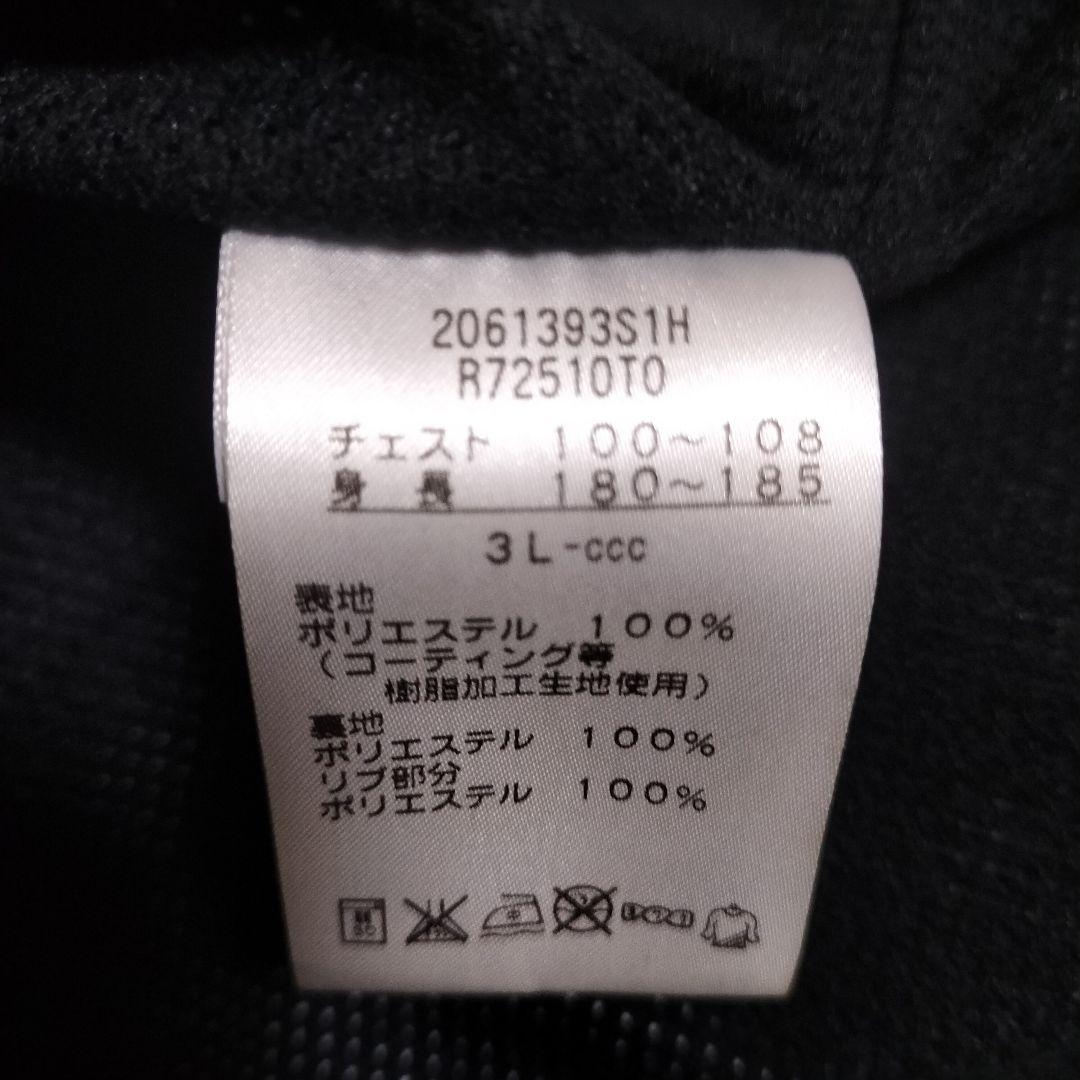 2061393S1H
R72510T0
チェスト 100～108
身長 180～185
3L-ccc
表地
ポリエステル 100%
（コーティング等
樹脂加工生地使用）
裏地
ポリエステル 100%
リブ部分
ポリエステル 100%